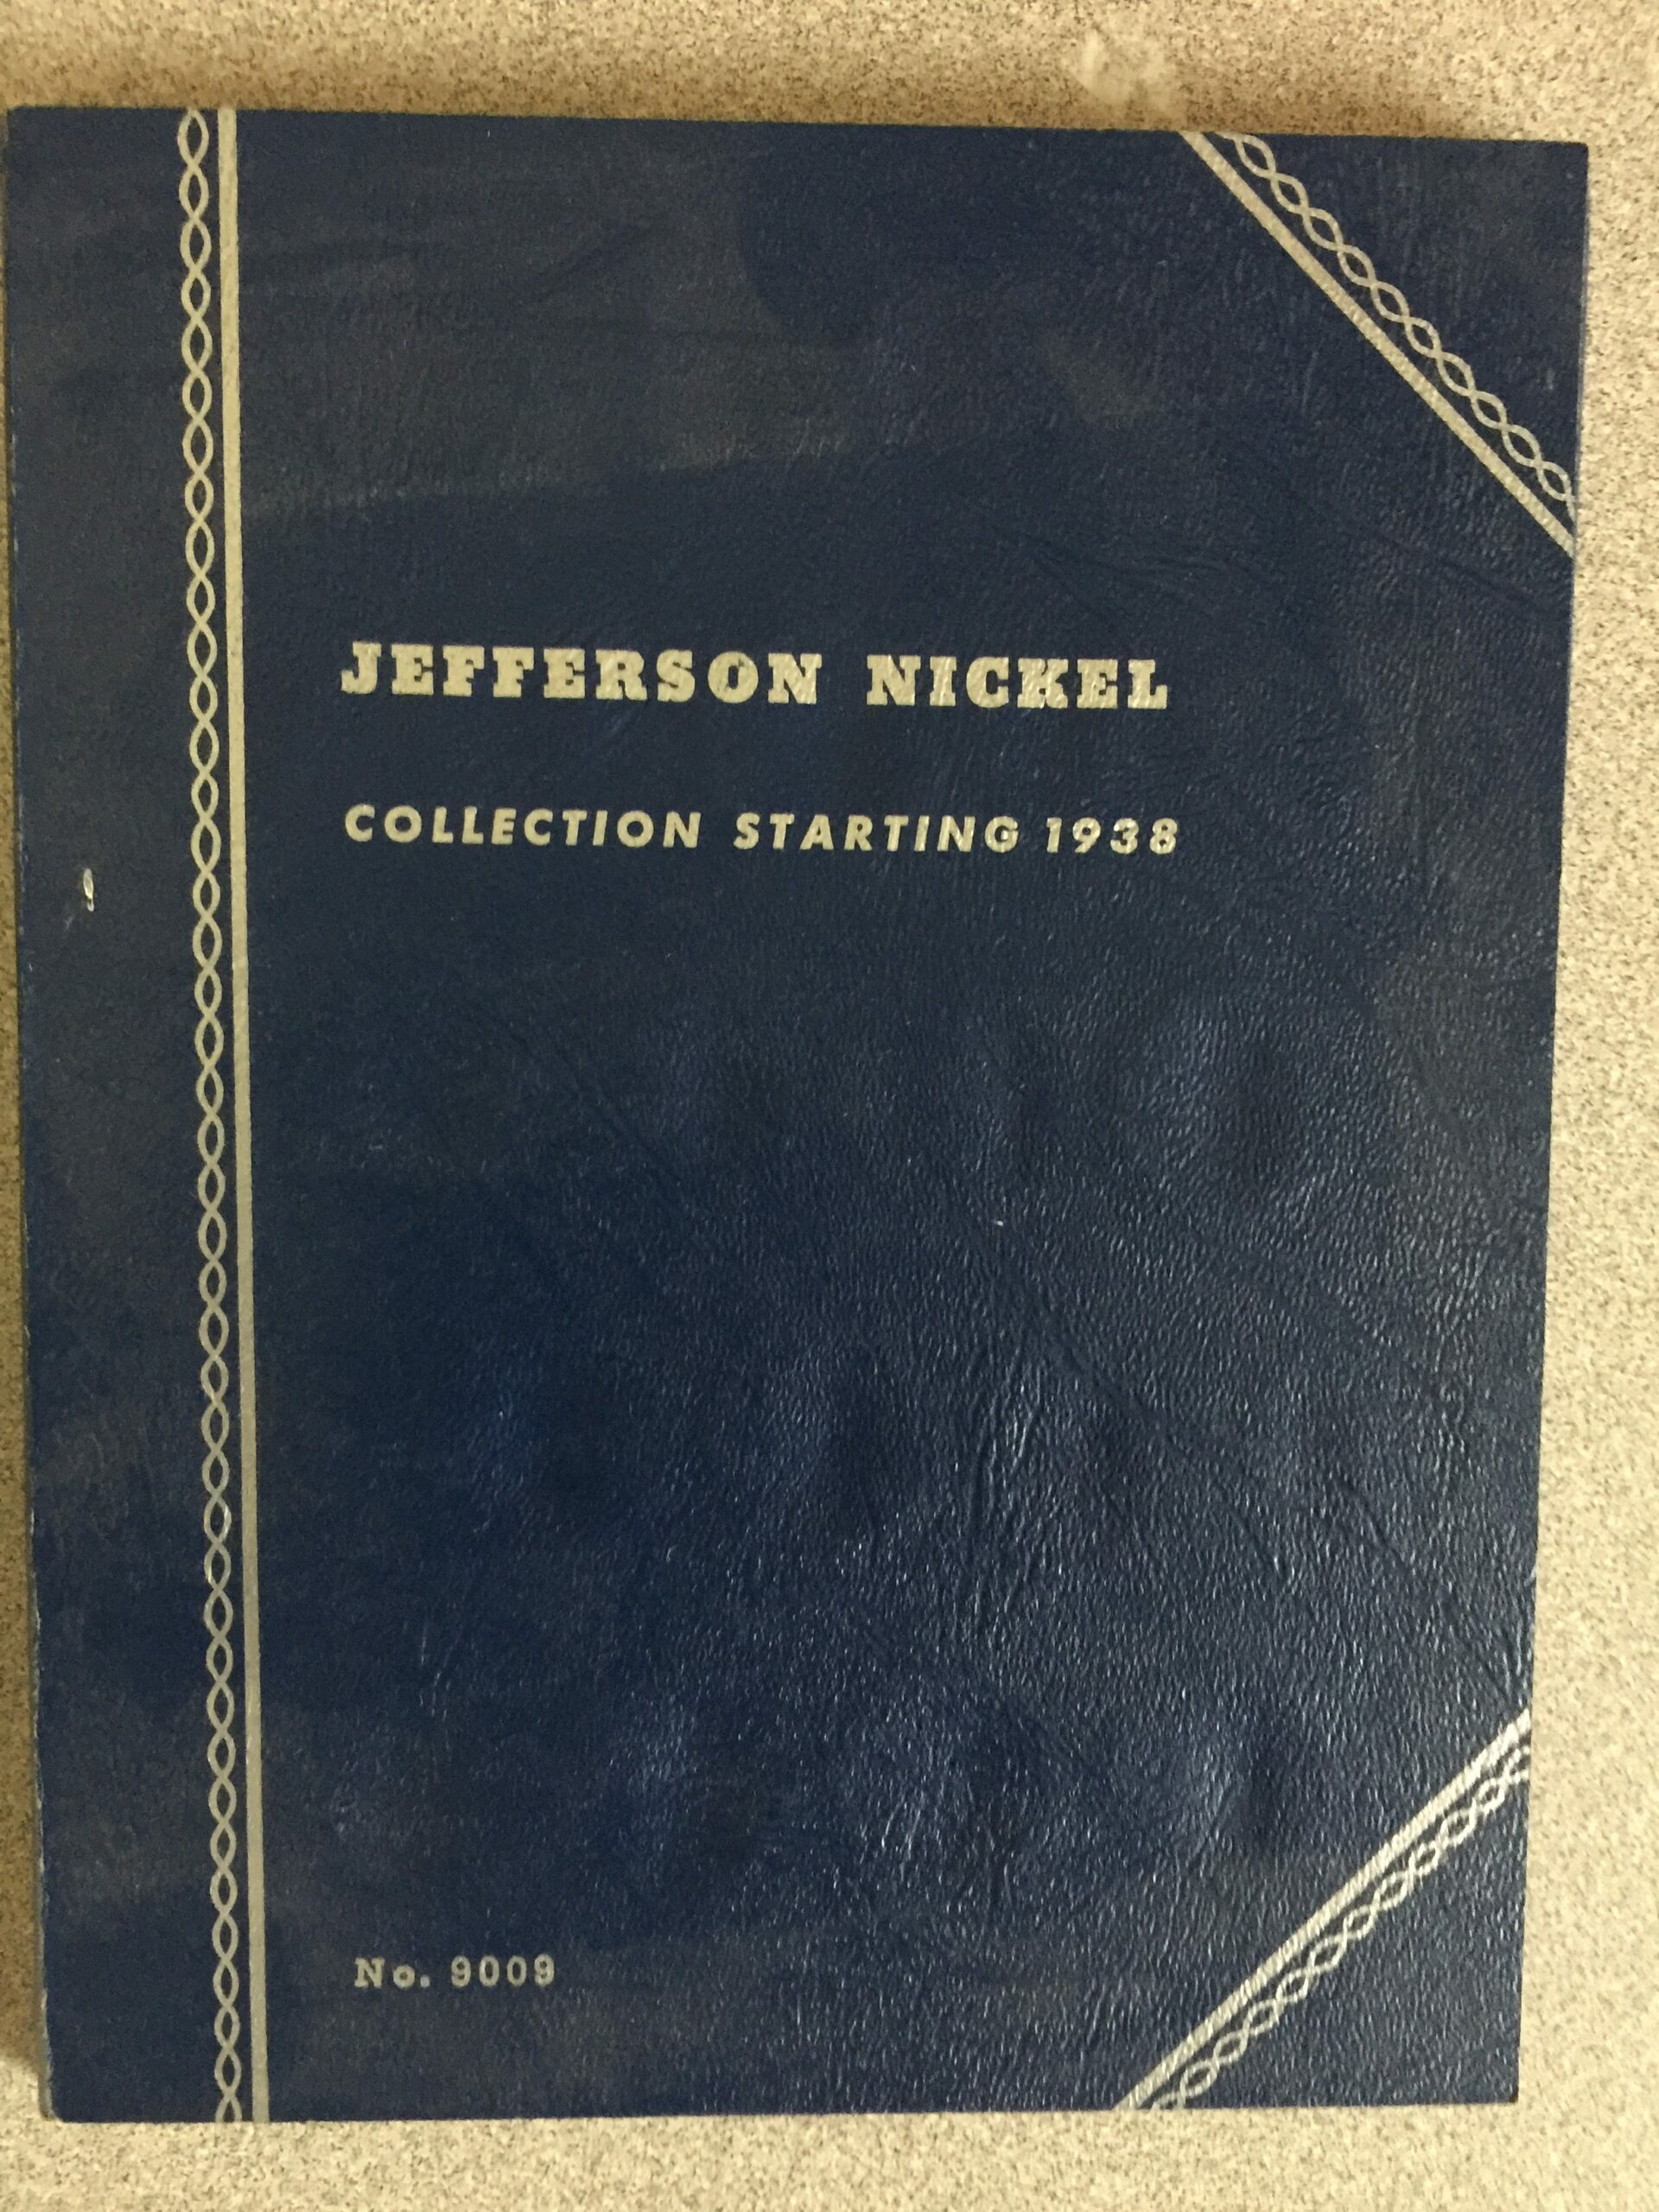 JEFFERSON NICKEL
COLLECTION STARTING 1938
No. 9009